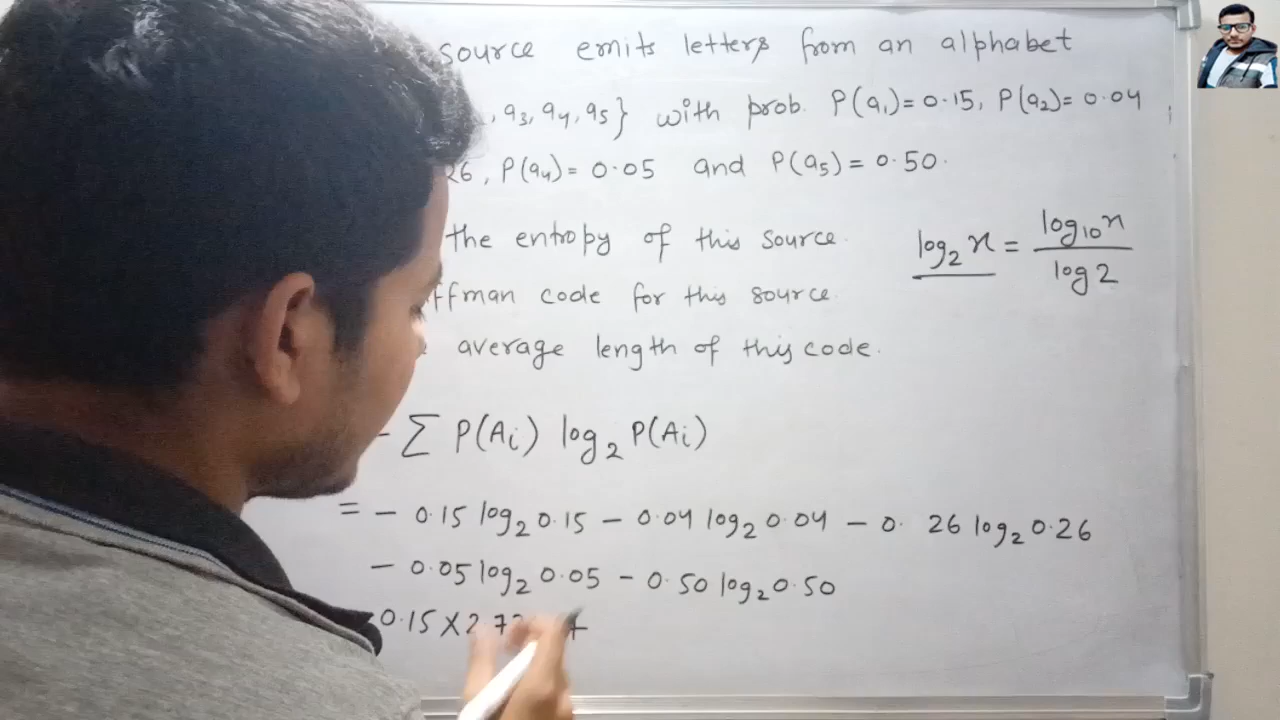 source emits letters from an alphabet
, a₃, a₄, a₅} with prob. P(a₁)= 0.15, P(a₂)= 0.04
26, P(a₄)= 0.05 and P(a₅)= 0.50.
the entropy of this source.
log₂ x = log₁₀ x / log 2
ffman code for this source.
average length of this code.
- ∑ P(Aᵢ) log₂ P(Aᵢ)
= - 0.15 log₂ 0.15 - 0.04 log₂ 0.04 - 0. 26 log₂ 0.26
- 0.05 log₂ 0.05 - 0.50 log₂ 0.50
0.15 X 2.7 +